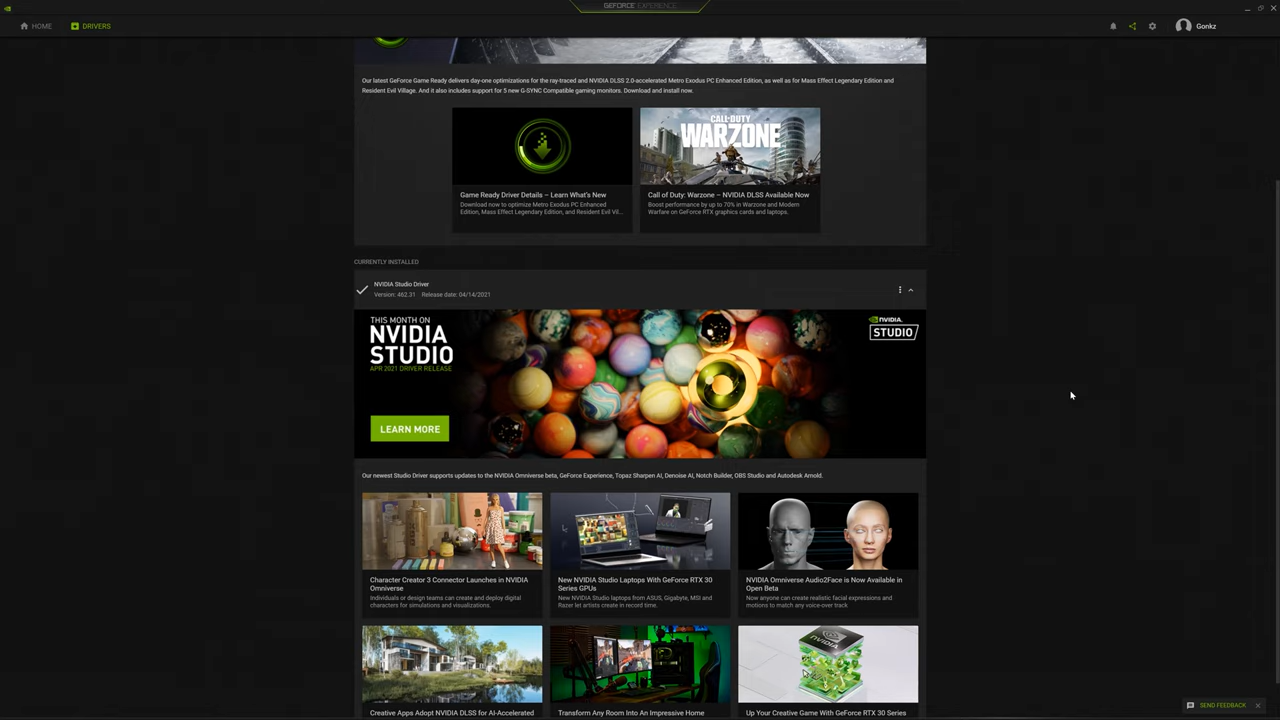 GEFORCE EXPERIENCE
HOME
DRIVERS
Gonkz
Our latest GeForce Game Ready delivers day-one optimizations for the ray-traced and NVIDIA DLSS 2.0-accelerated Metro Exodus PC Enhanced Edition, as well as for Mass Effect Legendary Edition and
Resident Evil Village. And it also includes support for 5 new G-SYNC Compatible gaming monitors. Download and install now.
CALL OF DUTY
WARZONE
Game Ready Driver Details – Learn What's New
Download now to optimize Metro Exodus PC Enhanced
Edition, Mass Effect Legendary Edition, and Resident Evil Vil...
Call of Duty: Warzone – NVIDIA DLSS Available Now
Boost performance by up to 70% in Warzone and Modern
Warfare on GeForce RTX graphics cards and laptops.
CURRENTLY INSTALLED
NVIDIA Studio Driver
Version: 462.31 Release date: 04/14/2021
THIS MONTH ON
NVIDIA
STUDIO
APR 2021 DRIVER RELEASE
LEARN MORE
NVIDIA.
STUDIO
Our newest Studio Driver supports updates to the NVIDIA Omniverse beta, GeForce Experience, Topaz Sharpen AI, Denoise AI, Notch Builder, OBS Studio and Autodesk Arnold.
Character Creator 3 Connector Launches in NVIDIA
Omniverse
Individuals or design teams can create and deploy digital
characters for simulations and visualizations.
New NVIDIA Studio Laptops With GeForce RTX 30
Series GPUs
New NVIDIA Studio laptops from ASUS, Gigabyte, MSI and
Razer let artists create in record time.
NVIDIA Omniverse Audio2Face is Now Available in
Open Beta
Now anyone can create realistic facial expressions and
motions to match any voice-over track
NVIDIA
Creative Apps Adopt NVIDIA DLSS for AI-Accelerated
Transform Any Room Into An Impressive Home
Up Your Creative Game With GeForce RTX 30 Series
SEND FEEDBACK